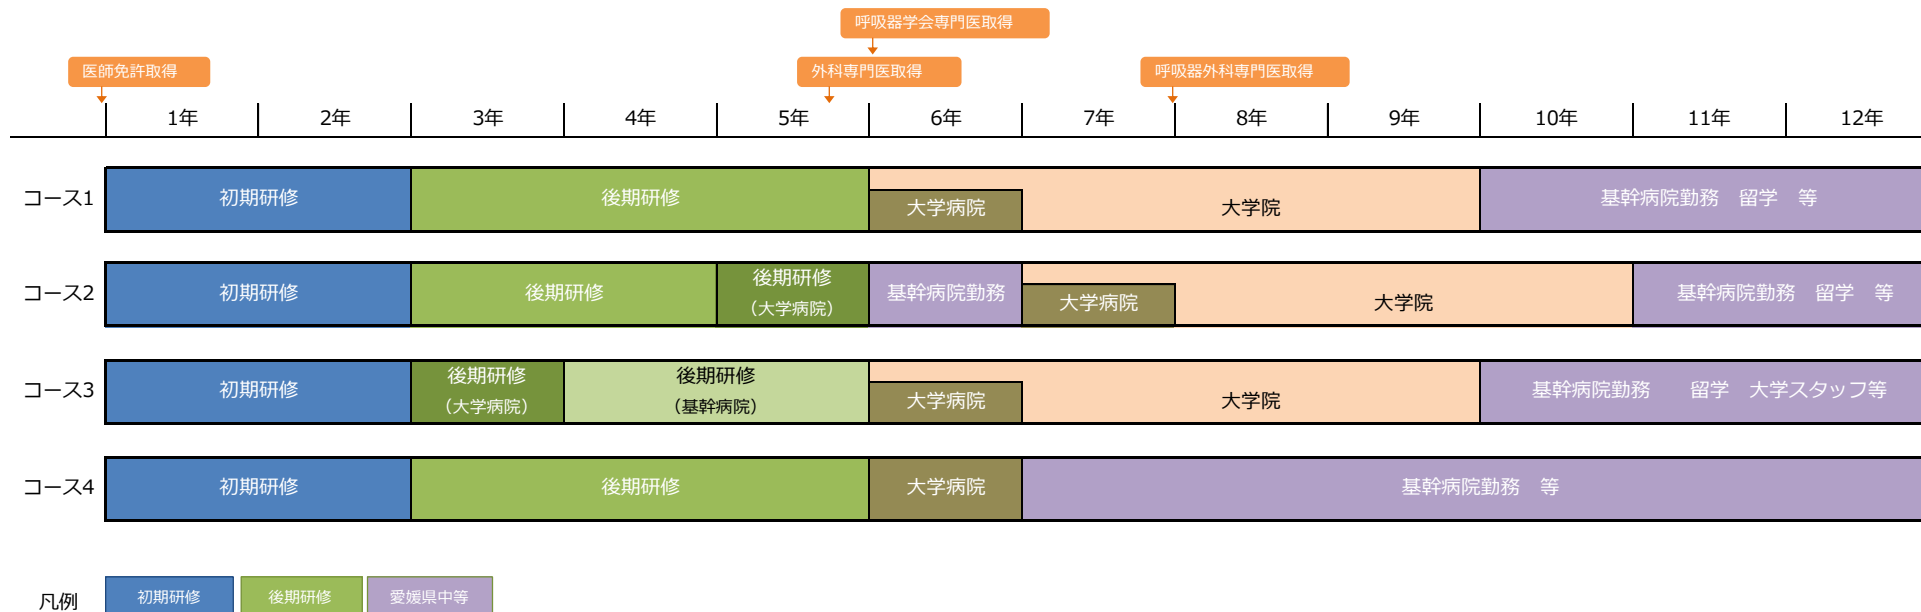 呼吸器学会専門医取得
医師免許取得
外科専門医取得
呼吸器外科専門医取得
1年 2年 3年 4年 5年 6年 7年 8年 9年 10年 11年 12年
コース1 初期研修 後期研修 大学病院 大学院 基幹病院勤務 留学 等
コース2 初期研修 後期研修 後期研修 基幹病院勤務 大学病院 大学院 基幹病院勤務 留学 等
（大学病院）
コース3 初期研修 後期研修 後期研修 大学病院 大学院 基幹病院勤務 留学 大学スタッフ等
（大学病院） （基幹病院）
コース4 初期研修 後期研修 大学病院 基幹病院勤務 等
凡例 初期研修 後期研修 愛媛県中等